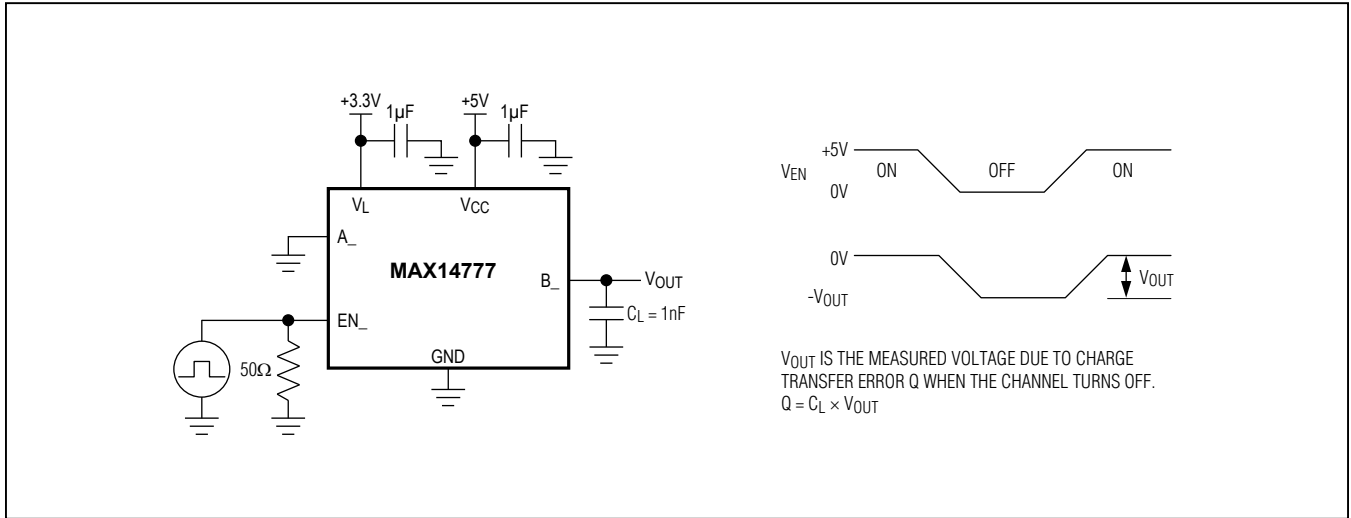 +3.3V
1µF
+5V
1µF
VL
VCC
A_
MAX14777
B_
VOUT
CL = 1nF
EN_
50Ω
GND
+5V
VEN
ON
OFF
ON
0V
0V
VOUT
-VOUT
VOUT IS THE MEASURED VOLTAGE DUE TO CHARGE
TRANSFER ERROR Q WHEN THE CHANNEL TURNS OFF.
Q = CL × VOUT